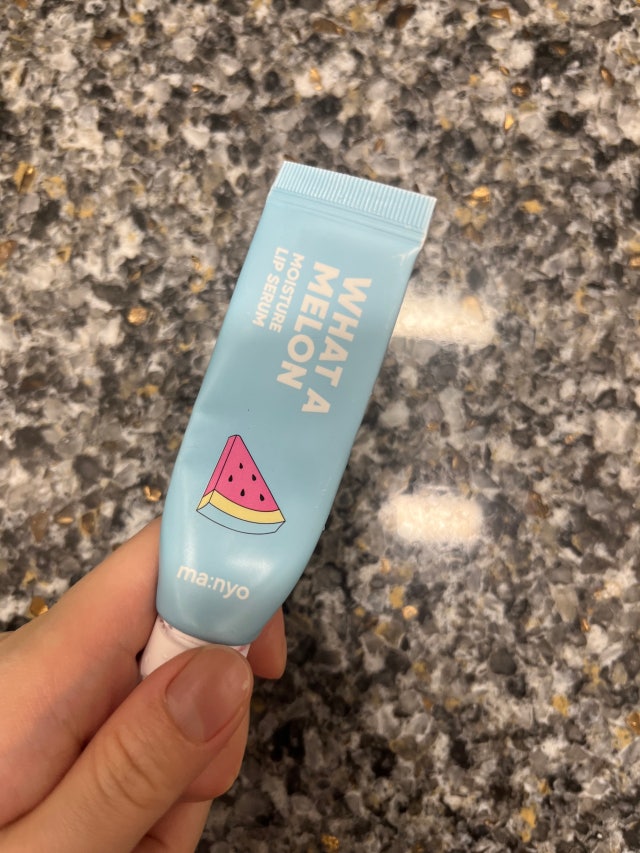 WHAT A
MELON
MOISTURE
LIP SERUM
ma:nyo